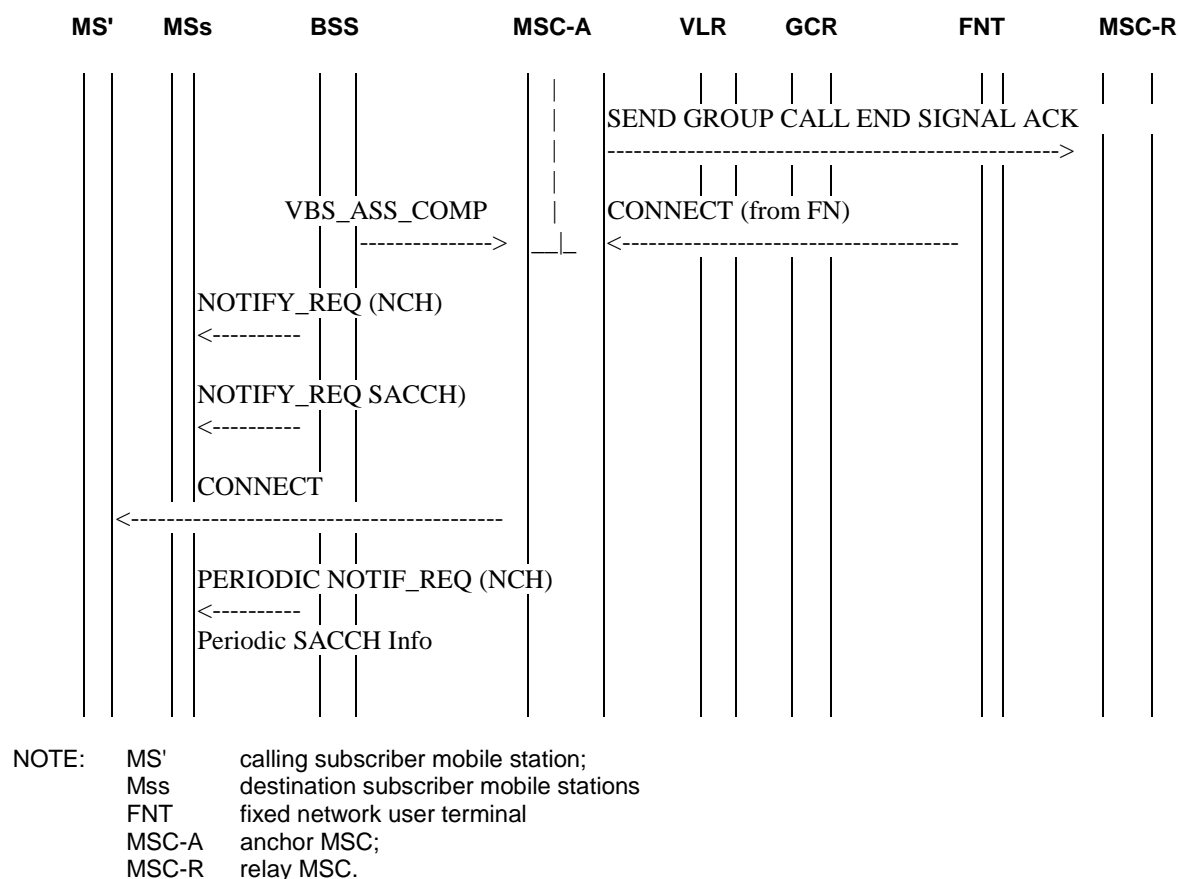 MS' MSs BSS MSC-A VLR GCR FNT MSC-R
SEND GROUP CALL END SIGNAL ACK
VBS_ASS_COMP CONNECT (from FN)
NOTIFY_REQ (NCH)
NOTIFY_REQ SACCH)
CONNECT
PERIODIC NOTIF_REQ (NCH)
Periodic SACCH Info
NOTE: MS' calling subscriber mobile station;
Mss destination subscriber mobile stations
FNT fixed network user terminal
MSC-A anchor MSC;
MSC-R relay MSC.